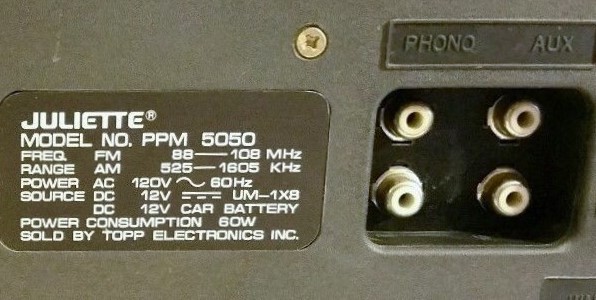 PHONO AUX
JULIETTE®
MODEL NO. PPM 5050
FREQ. FM 88—108 MHz
RANGE AM 525—1605 KHz
POWER AC 120V ~ 60Hz
SOURCE DC 12V ⎓ UM-1X8
DC 12V CAR BATTERY
POWER CONSUMPTION 60W
SOLD BY TOPP ELECTRONICS INC.